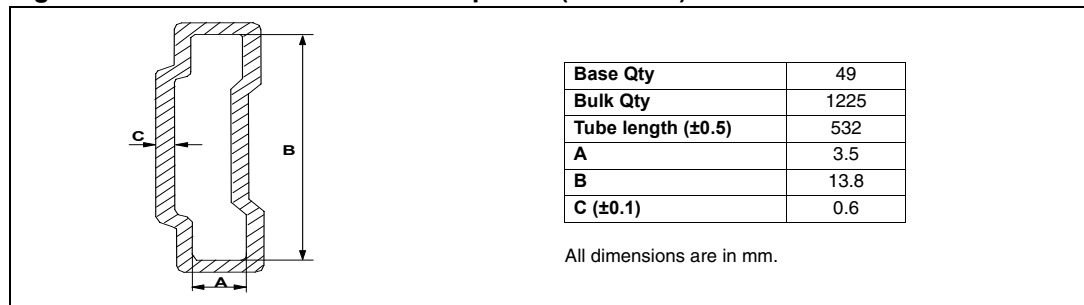 C
B
A
Base Qty 49
Bulk Qty 1225
Tube length (±0.5) 532
A 3.5
B 13.8
C (±0.1) 0.6
All dimensions are in mm.